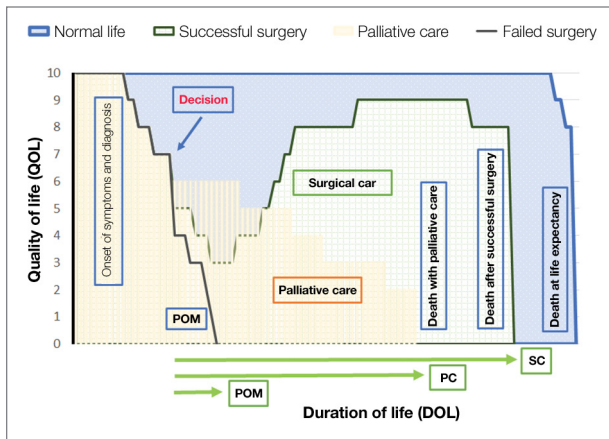 Normal life Successful surgery Palliative care Failed surgery
Quality of life (QOL)
10
9
8
7
6
5
4
3
2
1
0
Onset of symptoms and diagnosis
Decision
Surgical car
Palliative care
POM
Death with palliative care
Death after successful surgery
Death at life expectancy
SC
PC
POM
Duration of life (DOL)